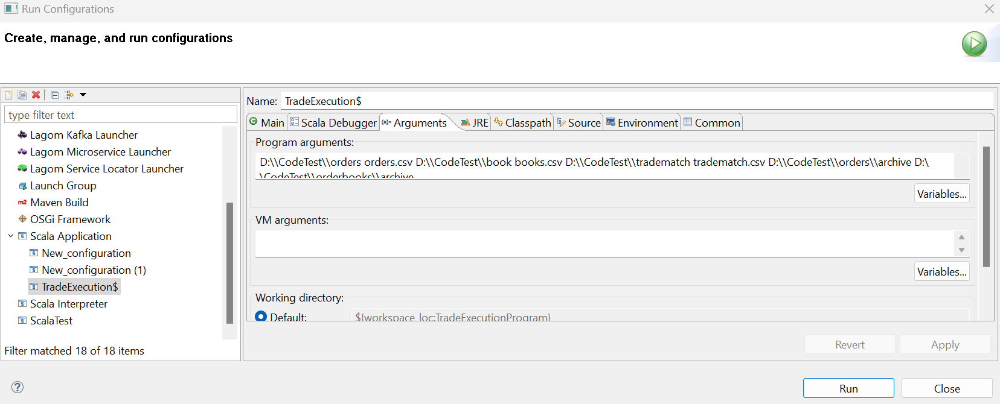 Run Configurations
Create, manage, and run configurations
type filter text
Lagom Kafka Launcher
Lagom Microservice Launcher
Lagom Service Locator Launcher
Launch Group
m2 Maven Build
OSGi Framework
Scala Application
New_configuration
New_configuration (1)
TradeExecution$
Scala Interpreter
ScalaTest
Filter matched 18 of 18 items
Name: TradeExecution$
Main Scala Debugger (x)= Arguments JRE Classpath Source Environment Common
Program arguments:
D:\\CodeTest\\orders orders.csv D:\\CodeTest\\book books.csv D:\\CodeTest\\tradematch tradematch.csv D:\\CodeTest\\orders\\archive D:\
\CodeTest\\orderbooks\\archive
Variables...
VM arguments:
Variables...
Working directory:
Default: ${workspace_loc:TradeExecutionProgram}
Revert Apply
? Run Close